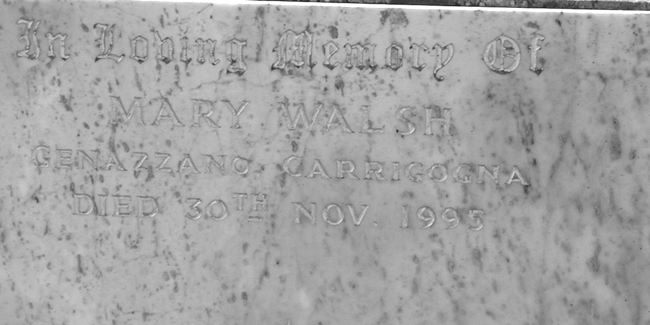 In Loving Memory Of
MARY WALSH
GENAZZANO CARRIGOGNA
DIED 30TH NOV. 1995